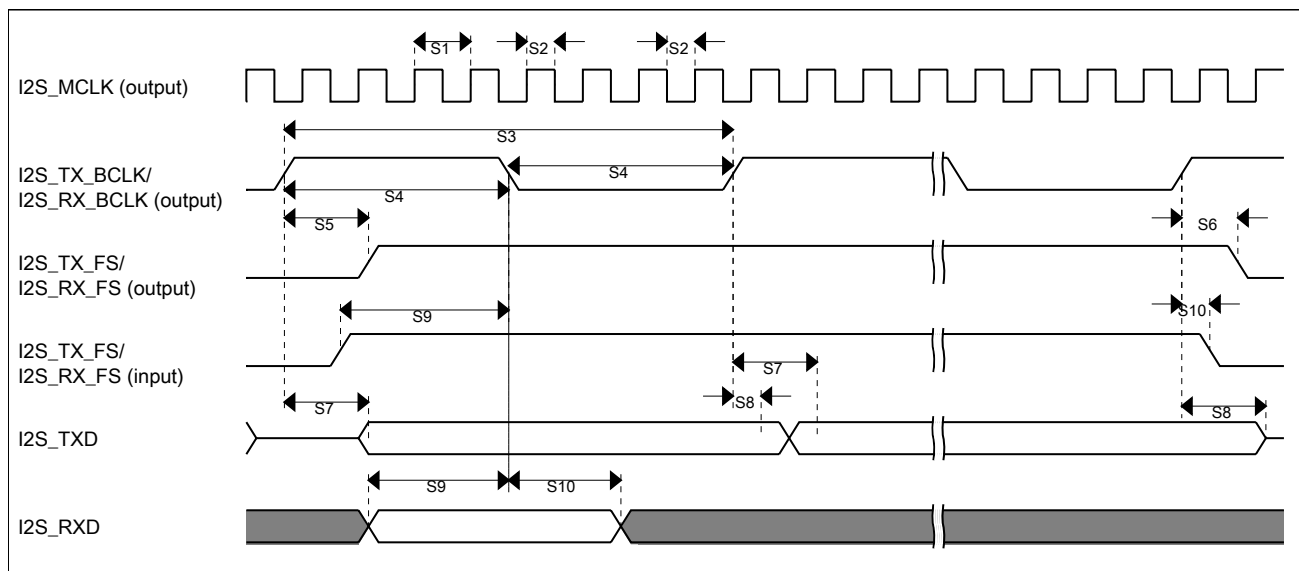 S1
S2
S2
I2S_MCLK (output)
S3
I2S_TX_BCLK/
I2S_RX_BCLK (output)
S4
S4
S5
S6
I2S_TX_FS/
I2S_RX_FS (output)
S9
S10
I2S_TX_FS/
I2S_RX_FS (input)
S7
S8
S7
S8
I2S_TXD
S9
S10
I2S_RXD